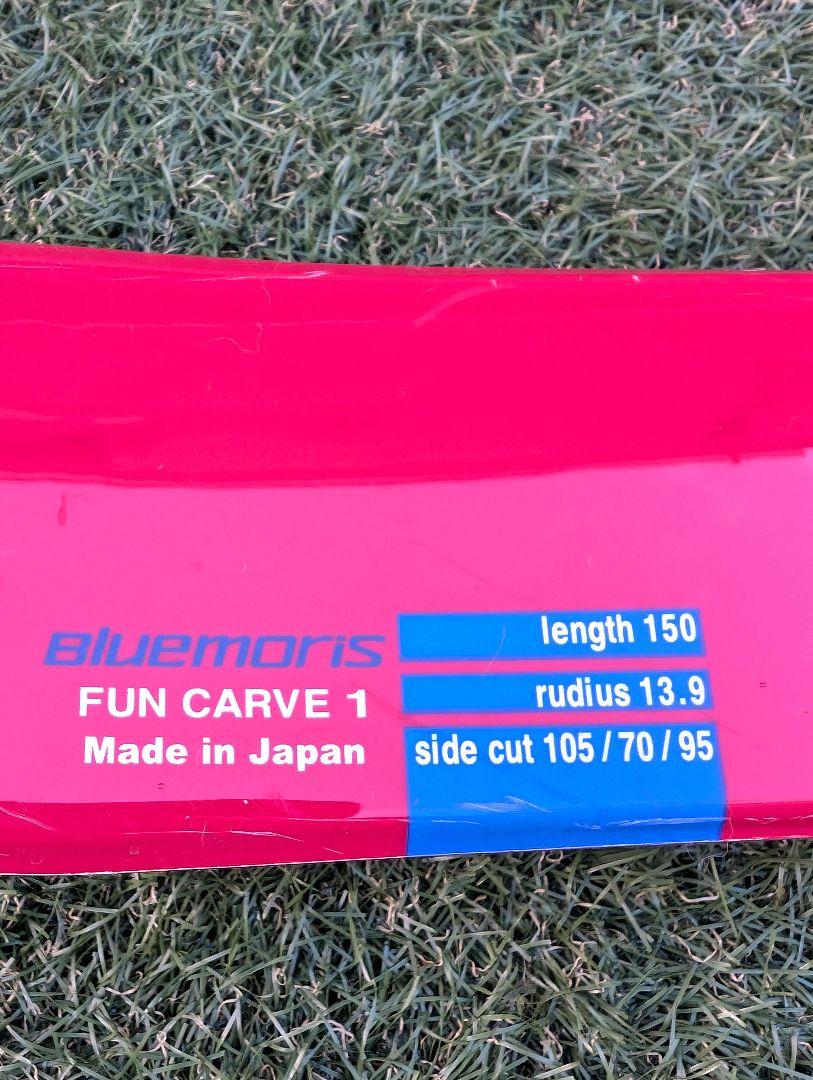 Bluemoris
FUN CARVE 1
Made in Japan
length 150
rudius 13.9
side cut 105 / 70 / 95